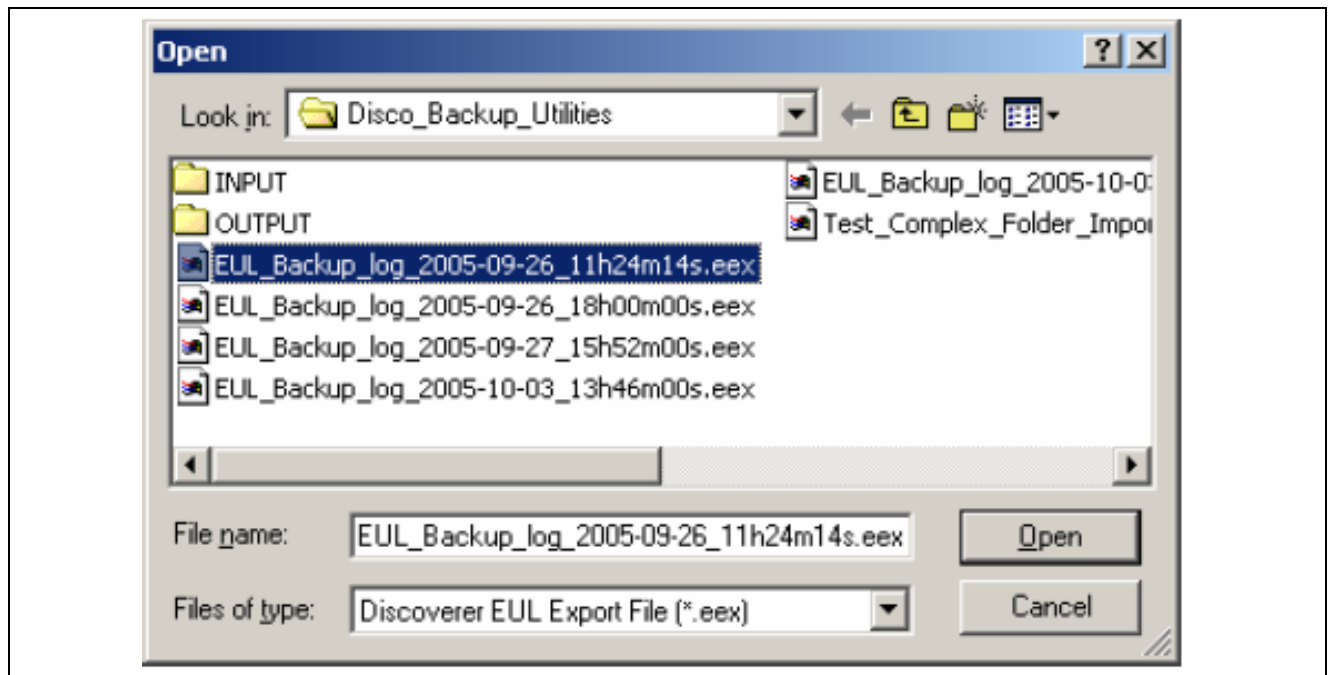 Open
Look in: Disco_Backup_Utilities
INPUT
OUTPUT
EUL_Backup_log_2005-09-26_11h24m14s.eex
EUL_Backup_log_2005-09-26_18h00m00s.eex
EUL_Backup_log_2005-09-27_15h52m00s.eex
EUL_Backup_log_2005-10-03_13h46m00s.eex
EUL_Backup_log_2005-10-0
Test_Complex_Folder_Impo
File name: EUL_Backup_log_2005-09-26_11h24m14s.eex Open
Files of type: Discoverer EUL Export File (*.eex) Cancel